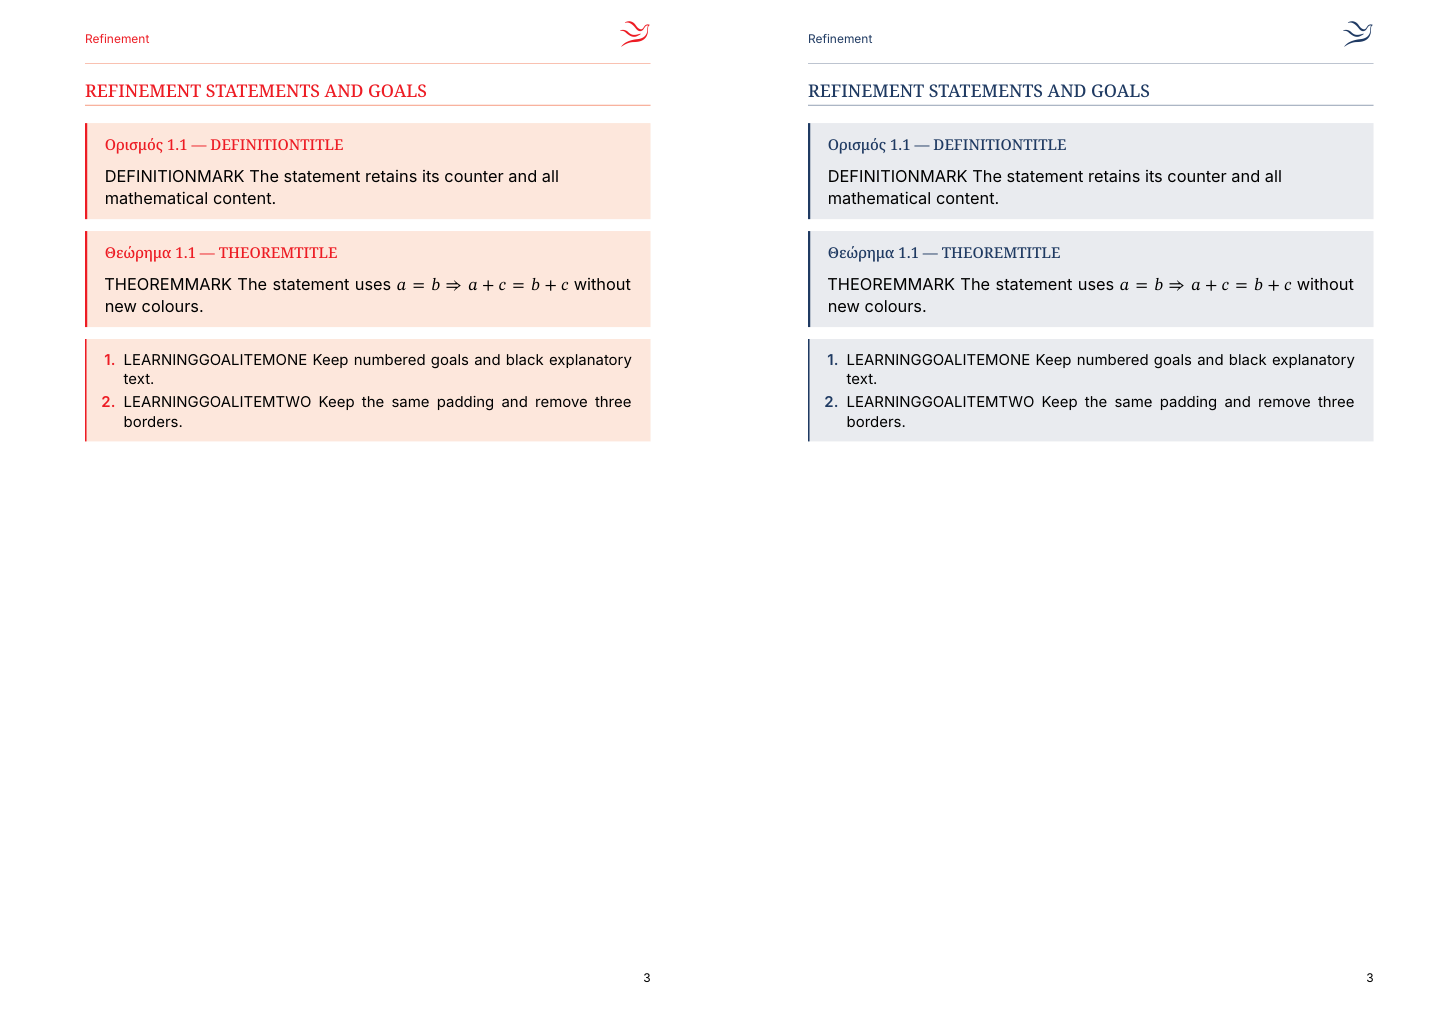 Refinement
REFINEMENT STATEMENTS AND GOALS
Ορισμός 1.1 — DEFINITIONTITLE
DEFINITIONMARK The statement retains its counter and all
mathematical content.
Θεώρημα 1.1 — THEOREMTITLE
THEOREMMARK The statement uses a = b ⇒ a + c = b + c without
new colours.
1. LEARNINGGOALITEMONE Keep numbered goals and black explanatory
text.
2. LEARNINGGOALITEMTWO Keep the same padding and remove three
borders.
3
Refinement
REFINEMENT STATEMENTS AND GOALS
Ορισμός 1.1 — DEFINITIONTITLE
DEFINITIONMARK The statement retains its counter and all
mathematical content.
Θεώρημα 1.1 — THEOREMTITLE
THEOREMMARK The statement uses a = b ⇒ a + c = b + c without
new colours.
1. LEARNINGGOALITEMONE Keep numbered goals and black explanatory
text.
2. LEARNINGGOALITEMTWO Keep the same padding and remove three
borders.
3